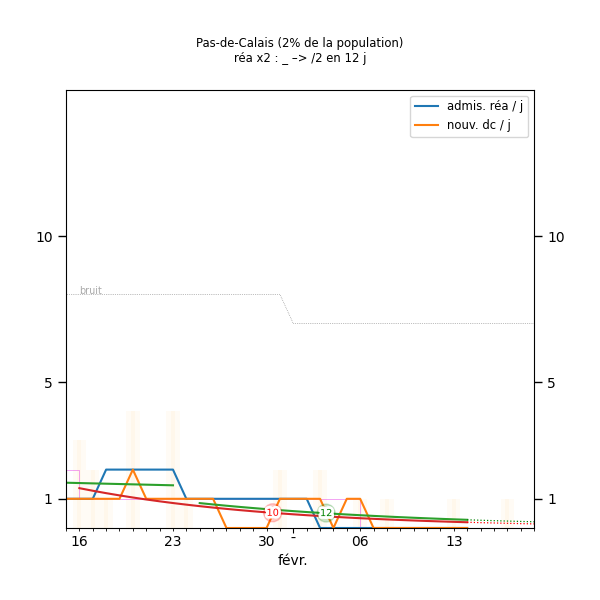 Pas-de-Calais (2% de la population)
réa x2 : _ –> /2 en 12 j
admis. réa / j
nouv. dc / j
10 10
bruit
5 5
1 1
10 12
16 23 30 - 06 13
févr.